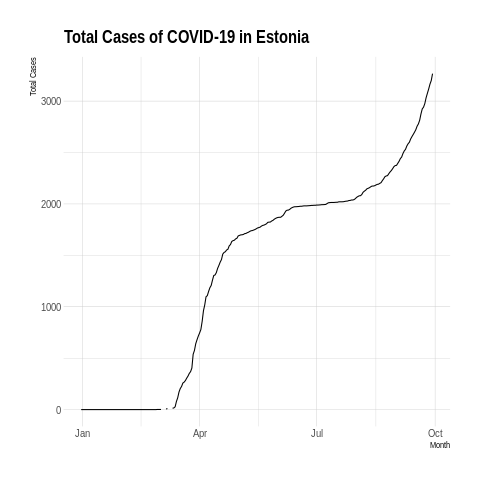 Total Cases of COVID-19 in Estonia
Total Cases
3000
2000
1000
0
Jan Apr Jul Oct
Month